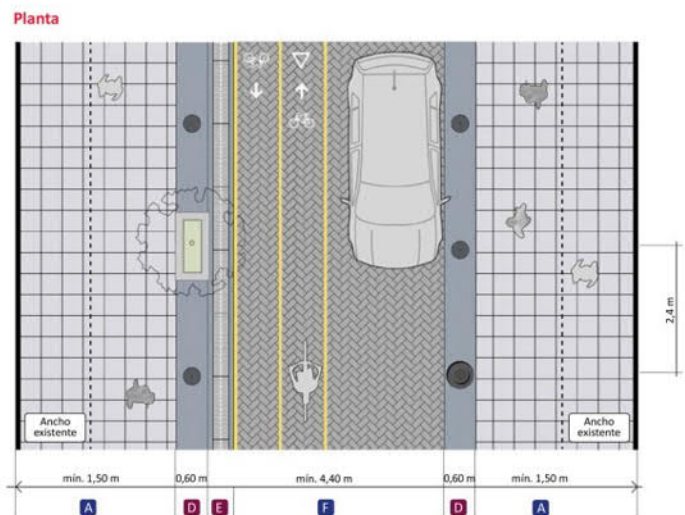 Planta
2,4 m
Ancho
existente
Ancho
existente
mín. 1,50 m
0,60 m
mín. 4,40 m
0,60 m
mín. 1,50 m
A
D
E
F
D
A